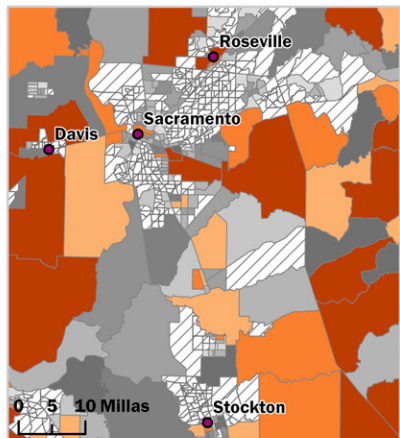 Roseville
Sacramento
Davis
0 5 10 Millas
Stockton